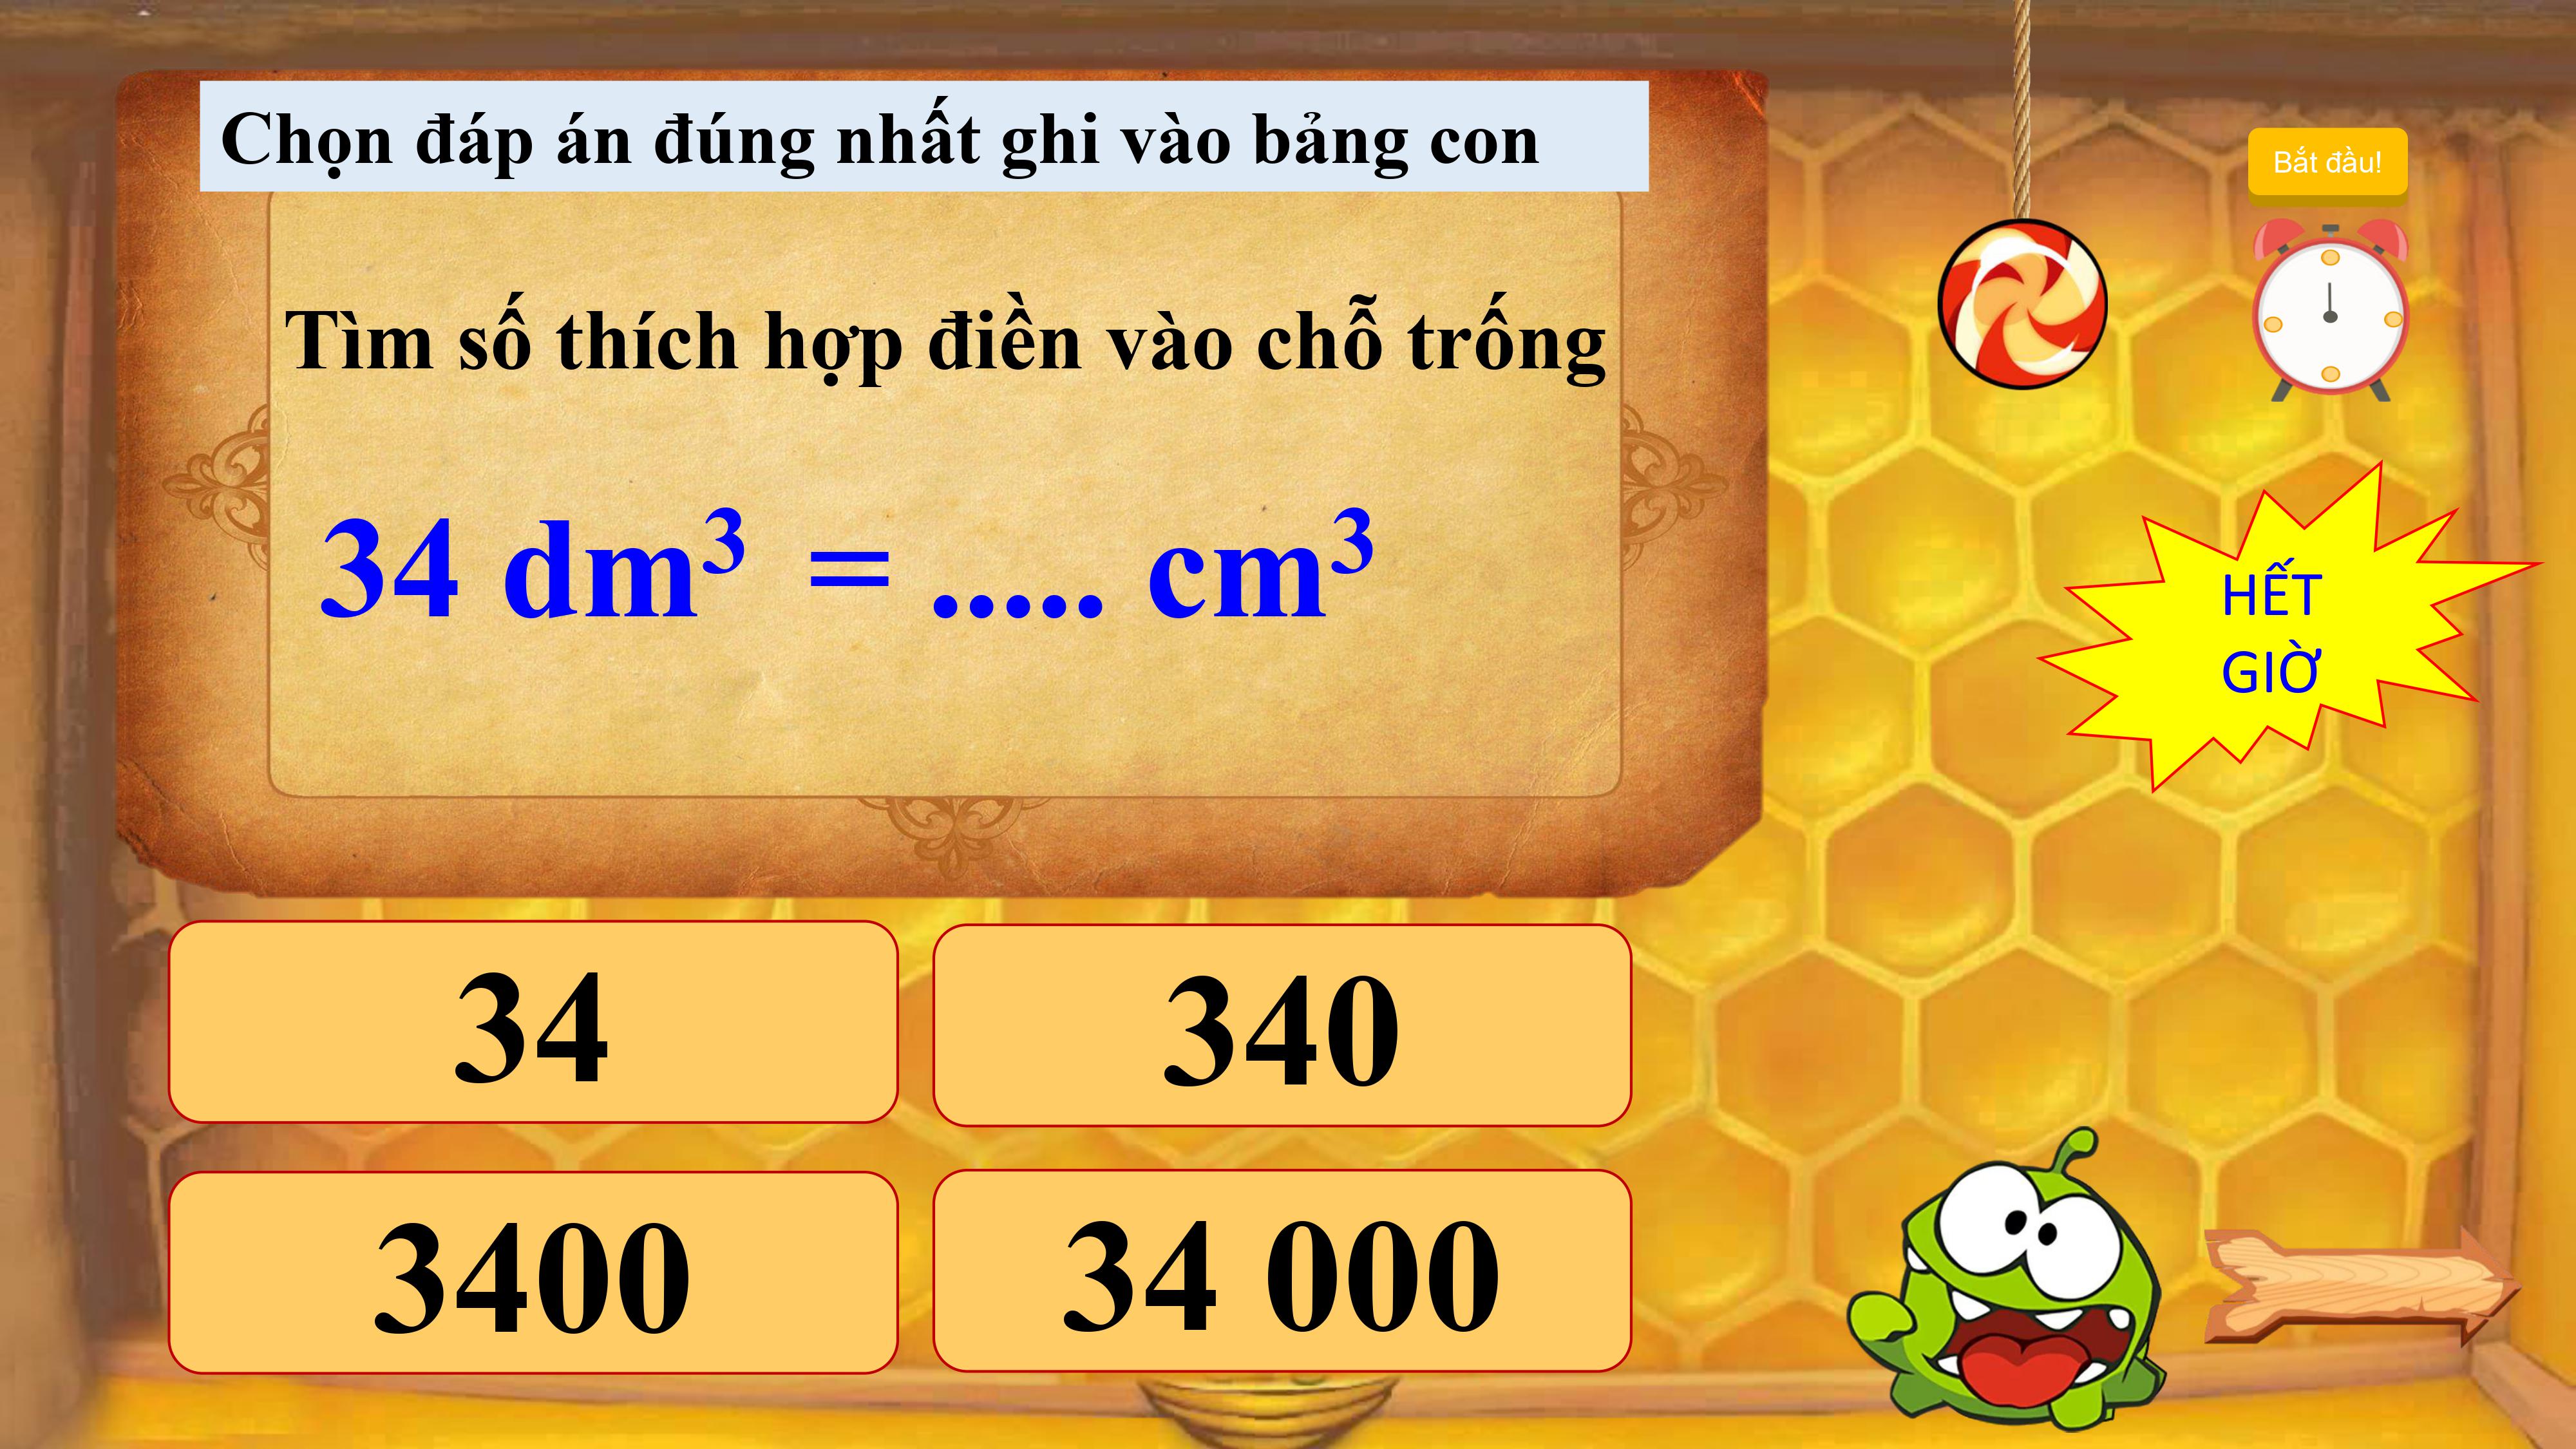 Chọn đáp án đúng nhất ghi vào bảng con
Bắt đầu!
Tìm số thích hợp điền vào chỗ trống
34 dm³ = ..... cm³
HẾT
GIỜ
34
340
3400
34 000